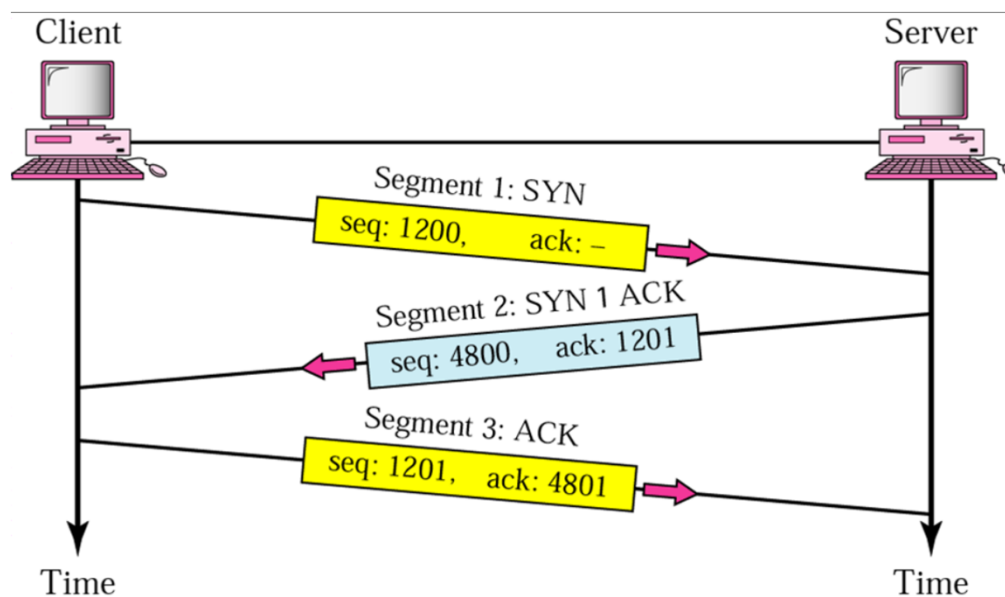 Client
Server
Segment 1: SYN
seq: 1200, ack: –
Segment 2: SYN 1 ACK
seq: 4800, ack: 1201
Segment 3: ACK
seq: 1201, ack: 4801
Time
Time